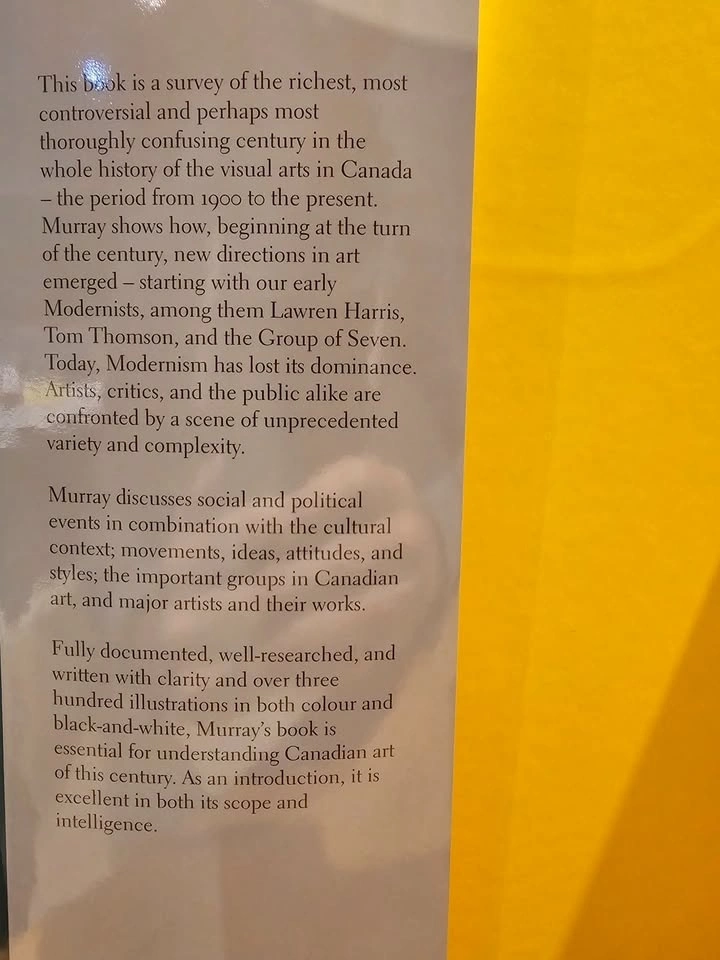 This book is a survey of the richest, most
controversial and perhaps most
thoroughly confusing century in the
whole history of the visual arts in Canada
– the period from 1900 to the present.
Murray shows how, beginning at the turn
of the century, new directions in art
emerged – starting with our early
Modernists, among them Lawren Harris,
Tom Thomson, and the Group of Seven.
Today, Modernism has lost its dominance.
Artists, critics, and the public alike are
confronted by a scene of unprecedented
variety and complexity.

Murray discusses social and political
events in combination with the cultural
context; movements, ideas, attitudes, and
styles; the important groups in Canadian
art, and major artists and their works.

Fully documented, well-researched, and
written with clarity and over three
hundred illustrations in both colour and
black-and-white, Murray's book is
essential for understanding Canadian art
of this century. As an introduction, it is
excellent in both its scope and
intelligence.